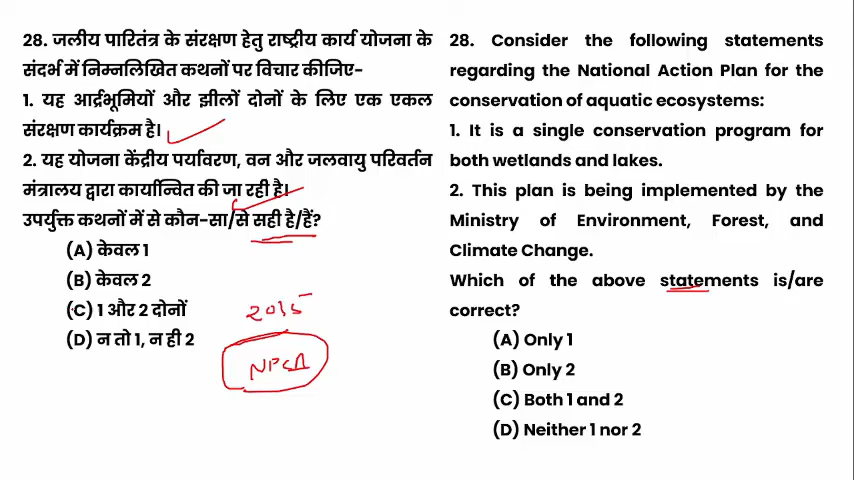 28. जलीय पारितंत्र के संरक्षण हेतु राष्ट्रीय कार्य योजना के
संदर्भ में निम्नलिखित कथनों पर विचार कीजिए-
1. यह आर्द्रभूमियों और झीलों दोनों के लिए एक एकल
संरक्षण कार्यक्रम है।
2. यह योजना केंद्रीय पर्यावरण, वन और जलवायु परिवर्तन
मंत्रालय द्वारा कार्यान्वित की जा रही है।
उपर्युक्त कथनों में से कौन-सा/से सही है/हैं?
(A) केवल 1
(B) केवल 2
(C) 1 और 2 दोनों
(D) न तो 1, न ही 2
2015
NPCA
28. Consider the following statements
regarding the National Action Plan for the
conservation of aquatic ecosystems:
1. It is a single conservation program for
both wetlands and lakes.
2. This plan is being implemented by the
Ministry of Environment, Forest, and
Climate Change.
Which of the above statements is/are
correct?
(A) Only 1
(B) Only 2
(C) Both 1 and 2
(D) Neither 1 nor 2